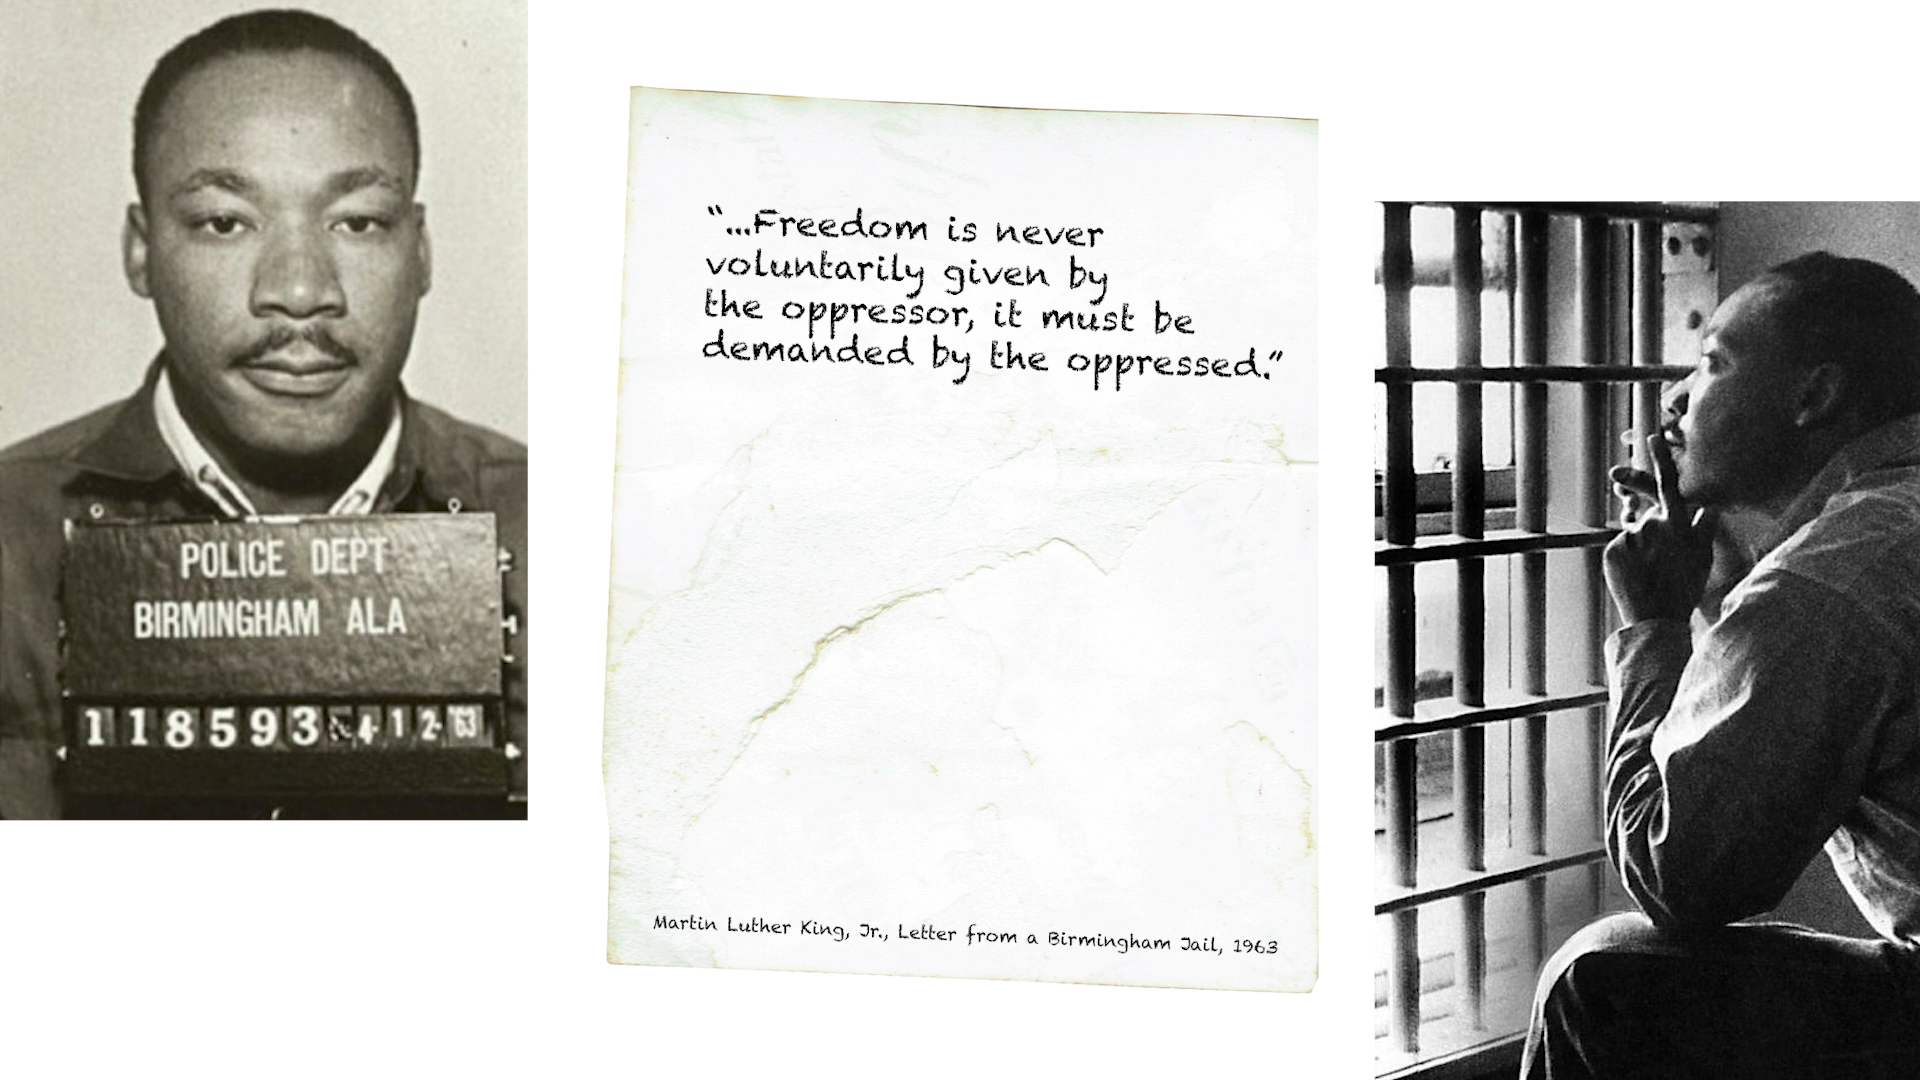 POLICE DEPT
BIRMINGHAM ALA
118593 4-12-63
“...Freedom is never
voluntarily given by
the oppressor, it must be
demanded by the oppressed.”
Martin Luther King, Jr., Letter from a Birmingham Jail, 1963